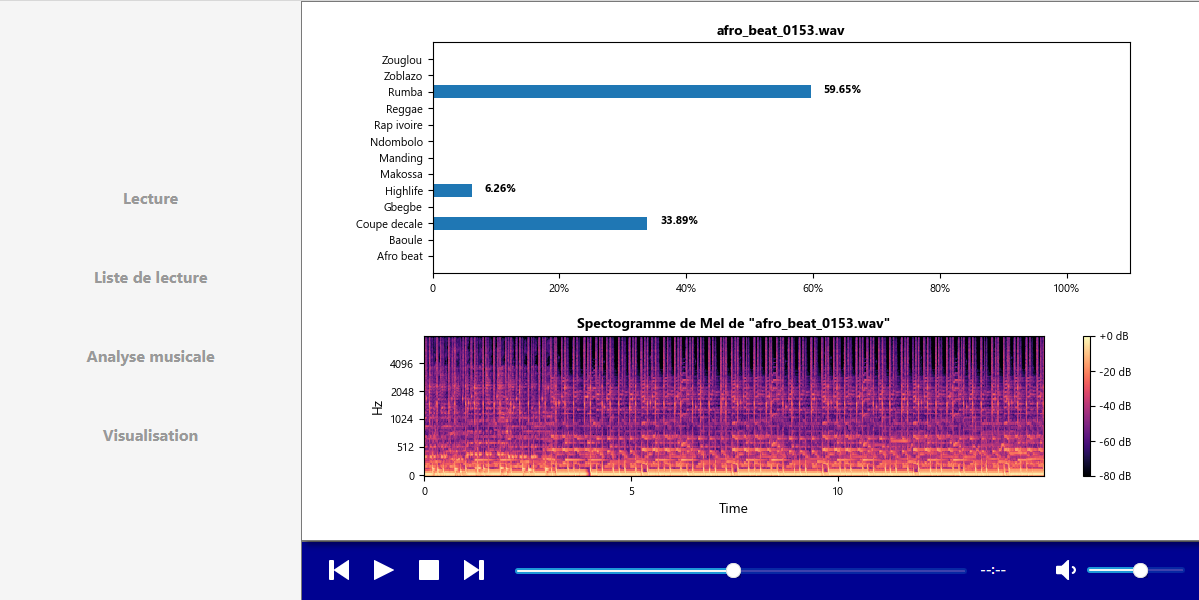 Lecture
Liste de lecture
Analyse musicale
Visualisation
afro_beat_0153.wav
Zouglou
Zoblazo
Rumba 59.65%
Reggae
Rap ivoire
Ndombolo
Manding
Makossa
Highlife 6.26%
Gbegbe
Coupe decale 33.89%
Baoule
Afro beat
0 20% 40% 60% 80% 100%
Spectogramme de Mel de "afro_beat_0153.wav"
Hz
4096
2048
1024
512
0
0 5 10
Time
+0 dB
-20 dB
-40 dB
-60 dB
-80 dB
--:--